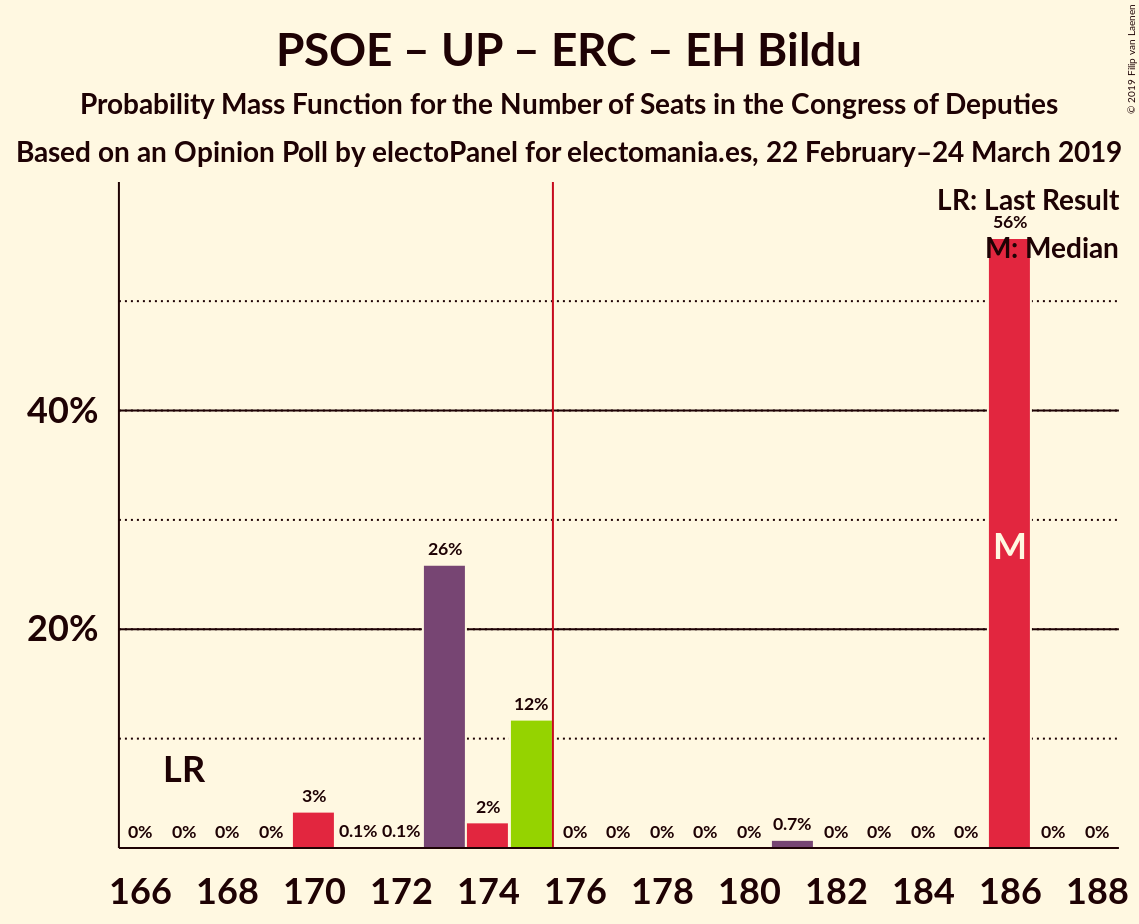 PSOE – UP – ERC – EH Bildu
Probability Mass Function for the Number of Seats in the Congress of Deputies
Based on an Opinion Poll by electoPanel for electomania.es, 22 February–24 March 2019
© 2019 Filip van Laenen
LR: Last Result
M: Median
56%
40%
20%
M
LR
0% 0% 0% 0% 3% 0.1% 0.1% 26% 2% 12% 0% 0% 0% 0% 0% 0.7% 0% 0% 0% 0% 0% 0%
166 168 170 172 174 176 178 180 182 184 186 188